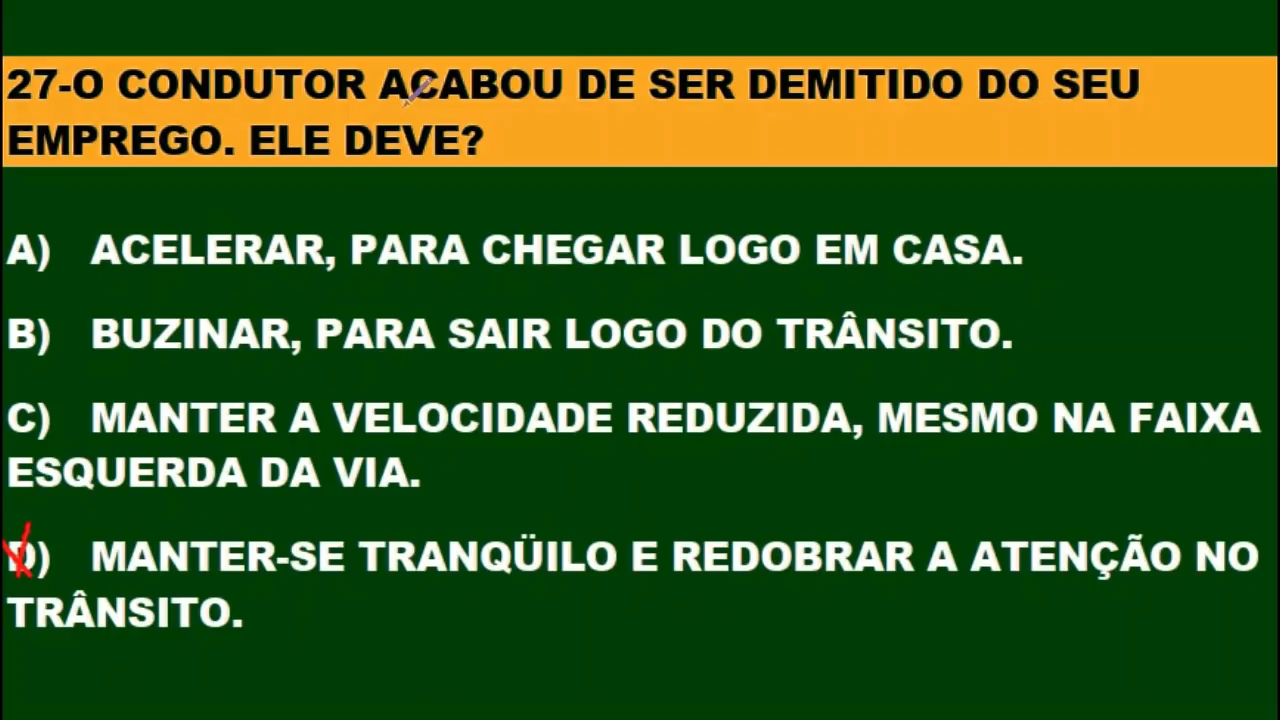 27-O CONDUTOR ACABOU DE SER DEMITIDO DO SEU
EMPREGO. ELE DEVE?
A) ACELERAR, PARA CHEGAR LOGO EM CASA.
B) BUZINAR, PARA SAIR LOGO DO TRÂNSITO.
C) MANTER A VELOCIDADE REDUZIDA, MESMO NA FAIXA
ESQUERDA DA VIA.
D) MANTER-SE TRANQÜILO E REDOBRAR A ATENÇÃO NO
TRÂNSITO.